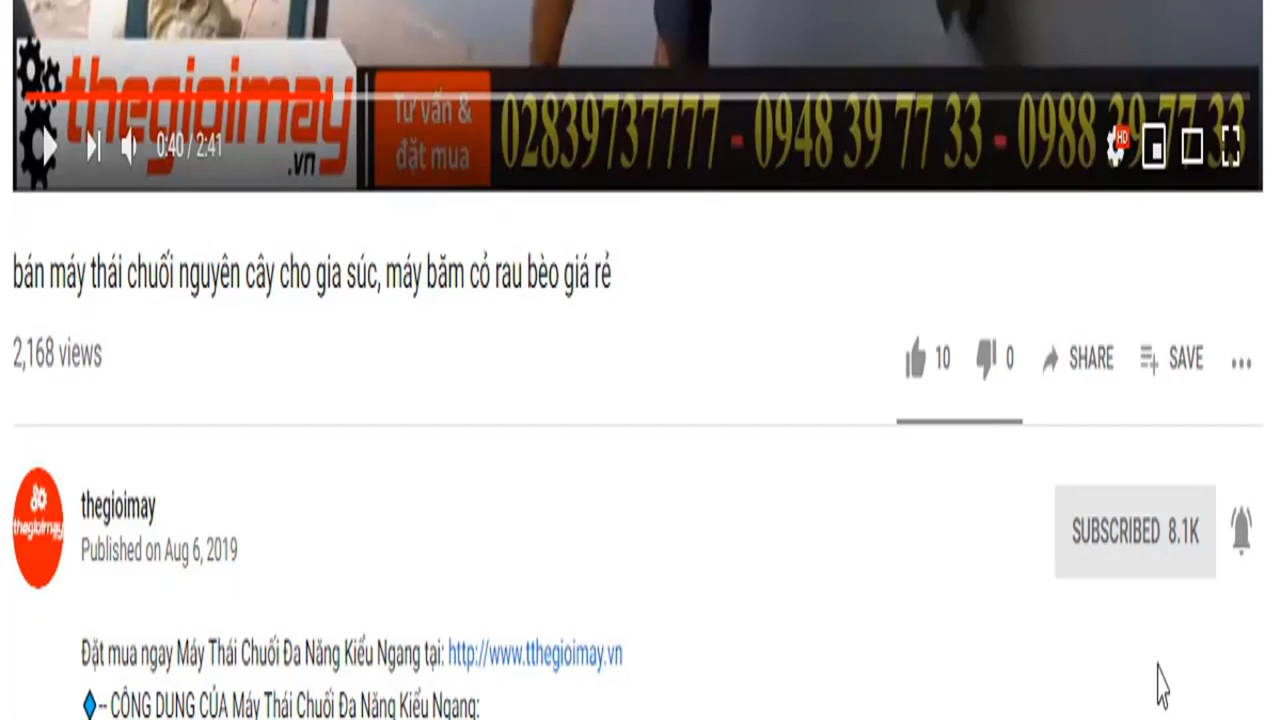 thegioimay
.vn
Tư vấn &
đặt mua
02839737777 - 0948 39 77 33 - 0988 39 77 33
HD
0:40 / 2:41
bán máy thái chuối nguyên cây cho gia súc, máy băm cỏ rau bèo giá rẻ
2,168 views
10 0 SHARE SAVE
thegioimay
thegioimay
Published on Aug 6, 2019
SUBSCRIBED 8.1K
Đặt mua ngay Máy Thái Chuối Đa Năng Kiểu Ngang tại: http://www.tthegioimay.vn
-- CÔNG DỤNG CỦA Máy Thái Chuối Đa Năng Kiểu Ngang: